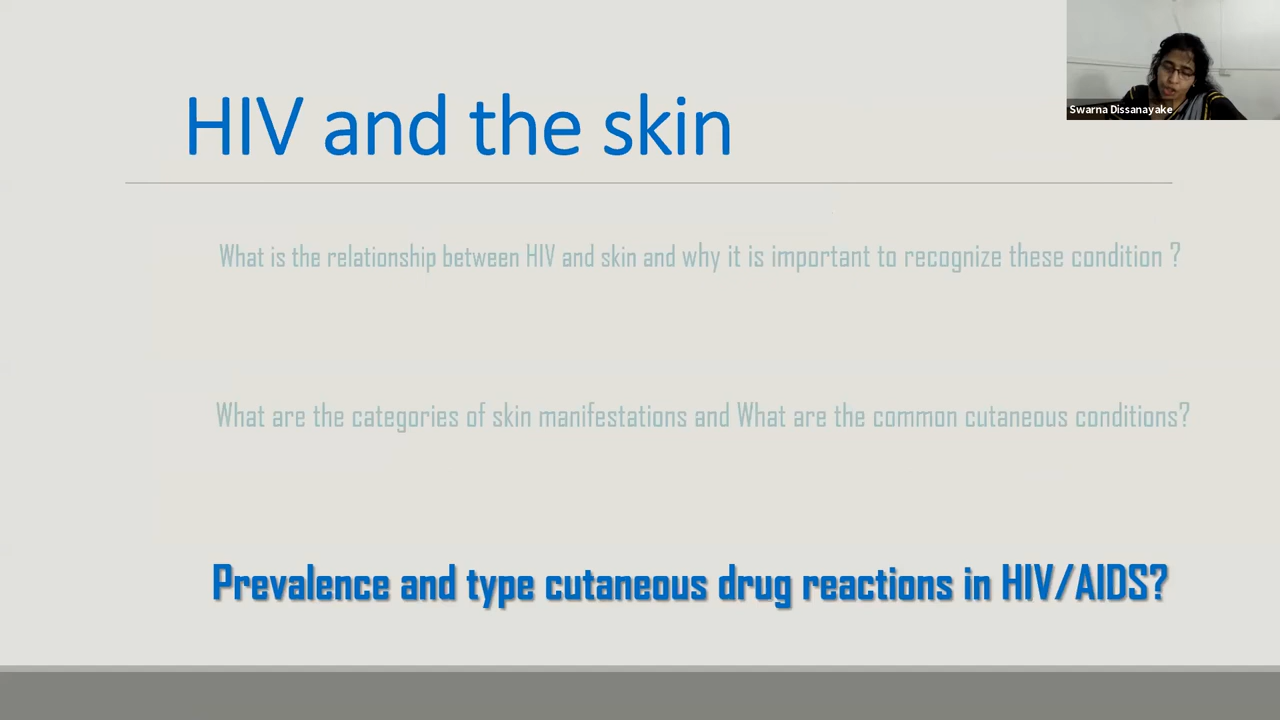 HIV and the skin
Swarna Dissanayake
What is the relationship between HIV and skin and why it is important to recognize these condition ?
What are the categories of skin manifestations and What are the common cutaneous conditions?
Prevalence and type cutaneous drug reactions in HIV/AIDS?